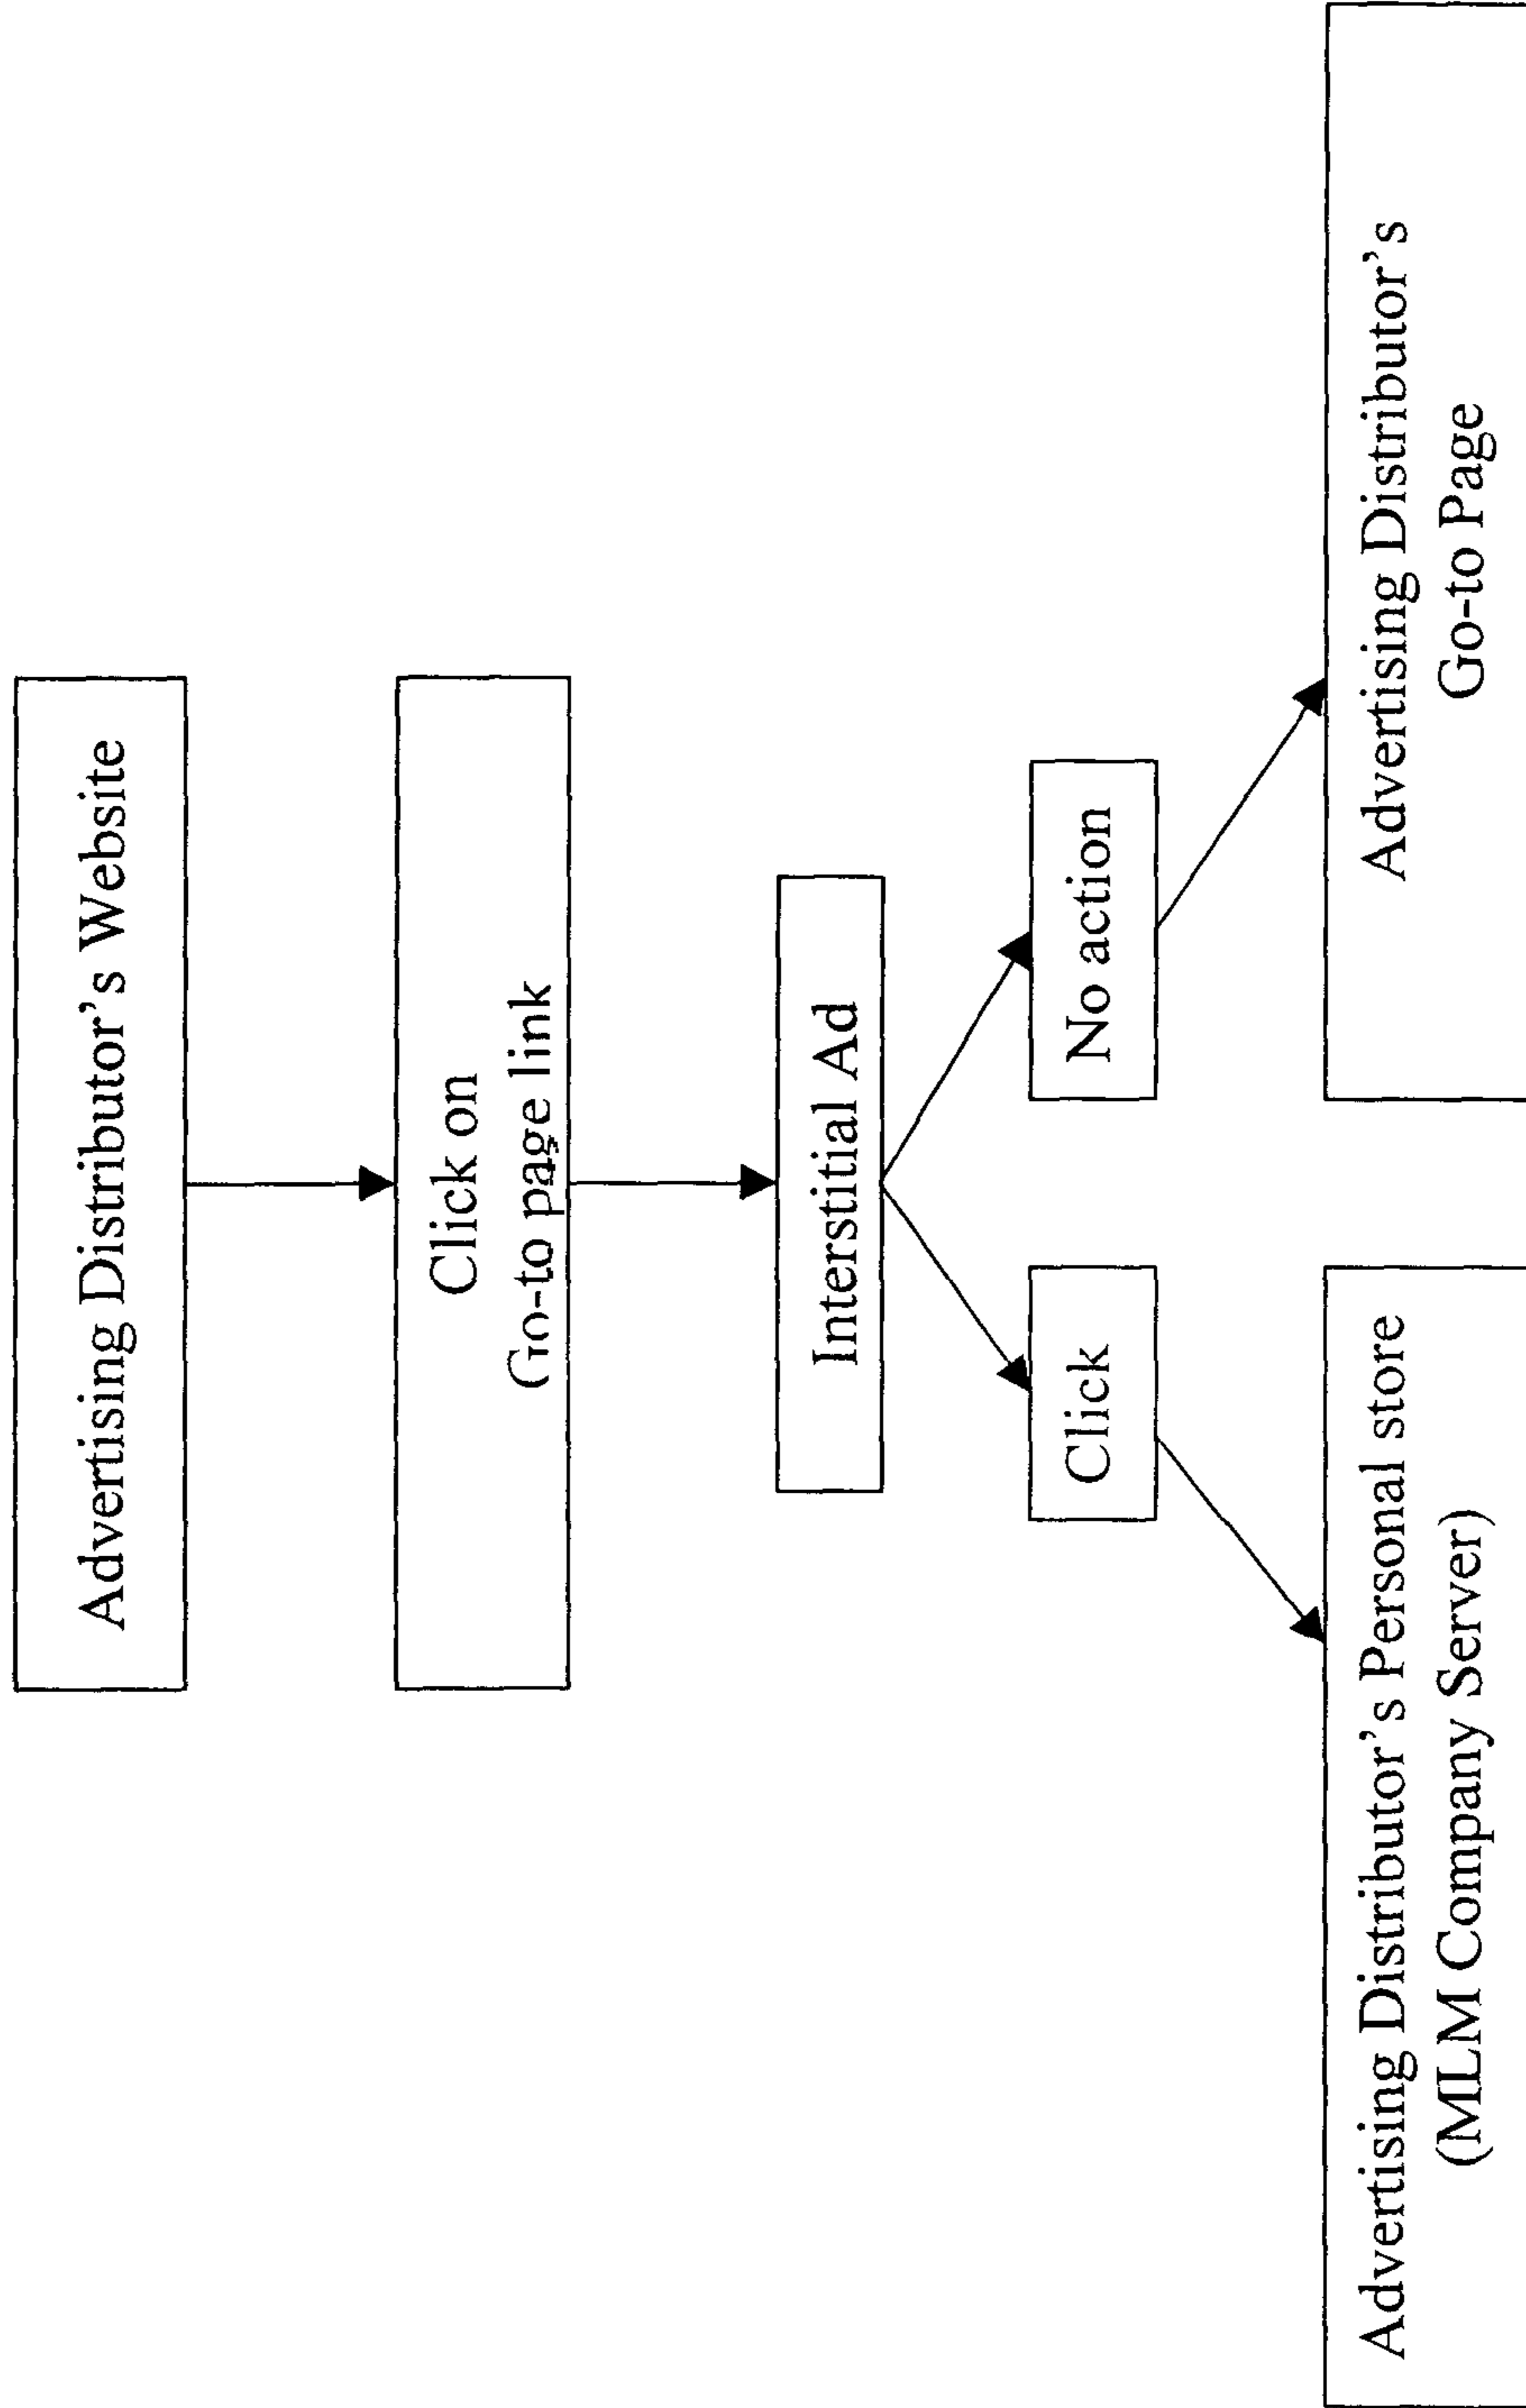 Advertising Distributor's Website
Click on
Go-to page link
Interstitial Ad
Click
No action
Advertising Distributor's Personal store
(MLM Company Server)
Advertising Distributor's
Go-to Page